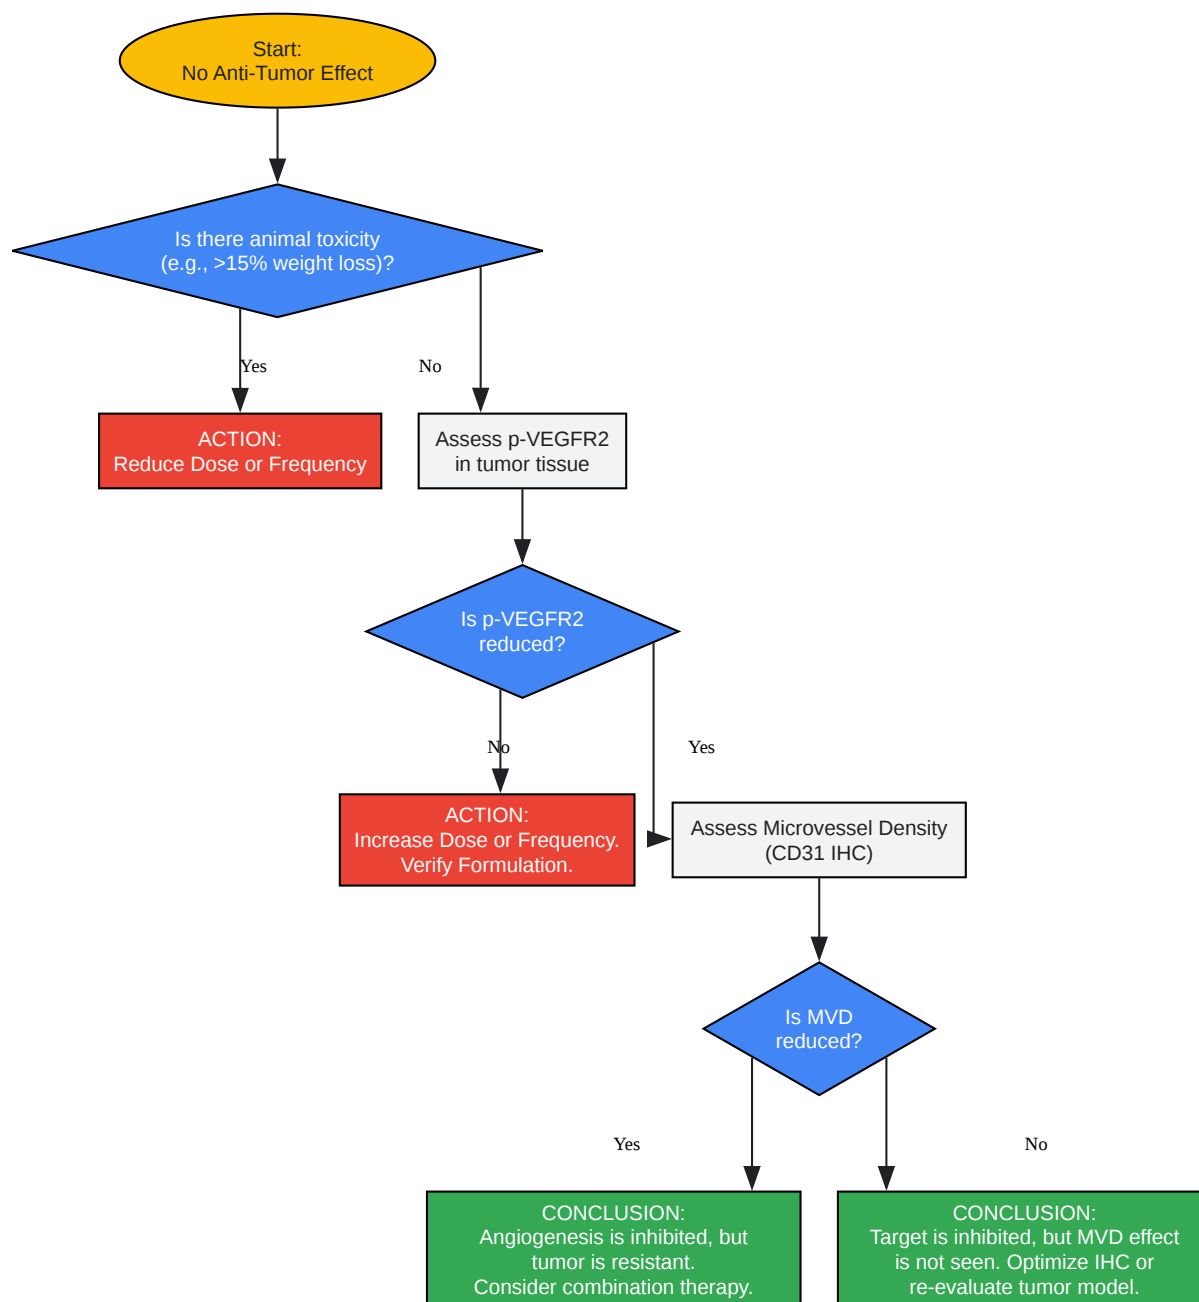 Start:
No Anti-Tumor Effect
Is there animal toxicity
(e.g., >15% weight loss)?
Yes
No
ACTION:
Reduce Dose or Frequency
Assess p-VEGFR2
in tumor tissue
Is p-VEGFR2
reduced?
No
Yes
ACTION:
Increase Dose or Frequency.
Verify Formulation.
Assess Microvessel Density
(CD31 IHC)
Is MVD
reduced?
Yes
No
CONCLUSION:
Angiogenesis is inhibited, but
tumor is resistant.
Consider combination therapy.
CONCLUSION:
Target is inhibited, but MVD effect
is not seen. Optimize IHC or
re-evaluate tumor model.